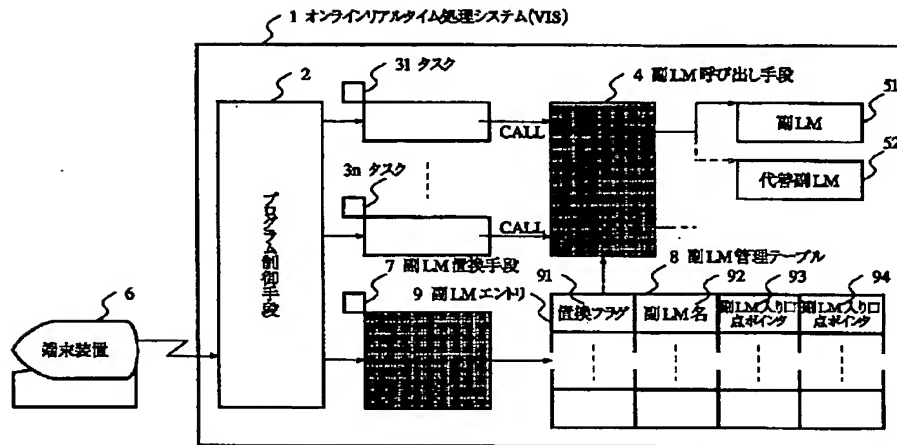 1 オンラインリアルタイム処理システム(VIS)
2
31 タスク
4 副LM呼び出し手段
51
副LM
CALL
52
代替副LM
3n タスク
プログラム制御手段
CALL
7 副LM置換手段
8 副LM管理テーブル
91
92
93
94
9 副LMエントリ
6
置換フラグ
副LM名
副LM入り口
点ポインタ
副LM入り口
点ポインタ
端末装置